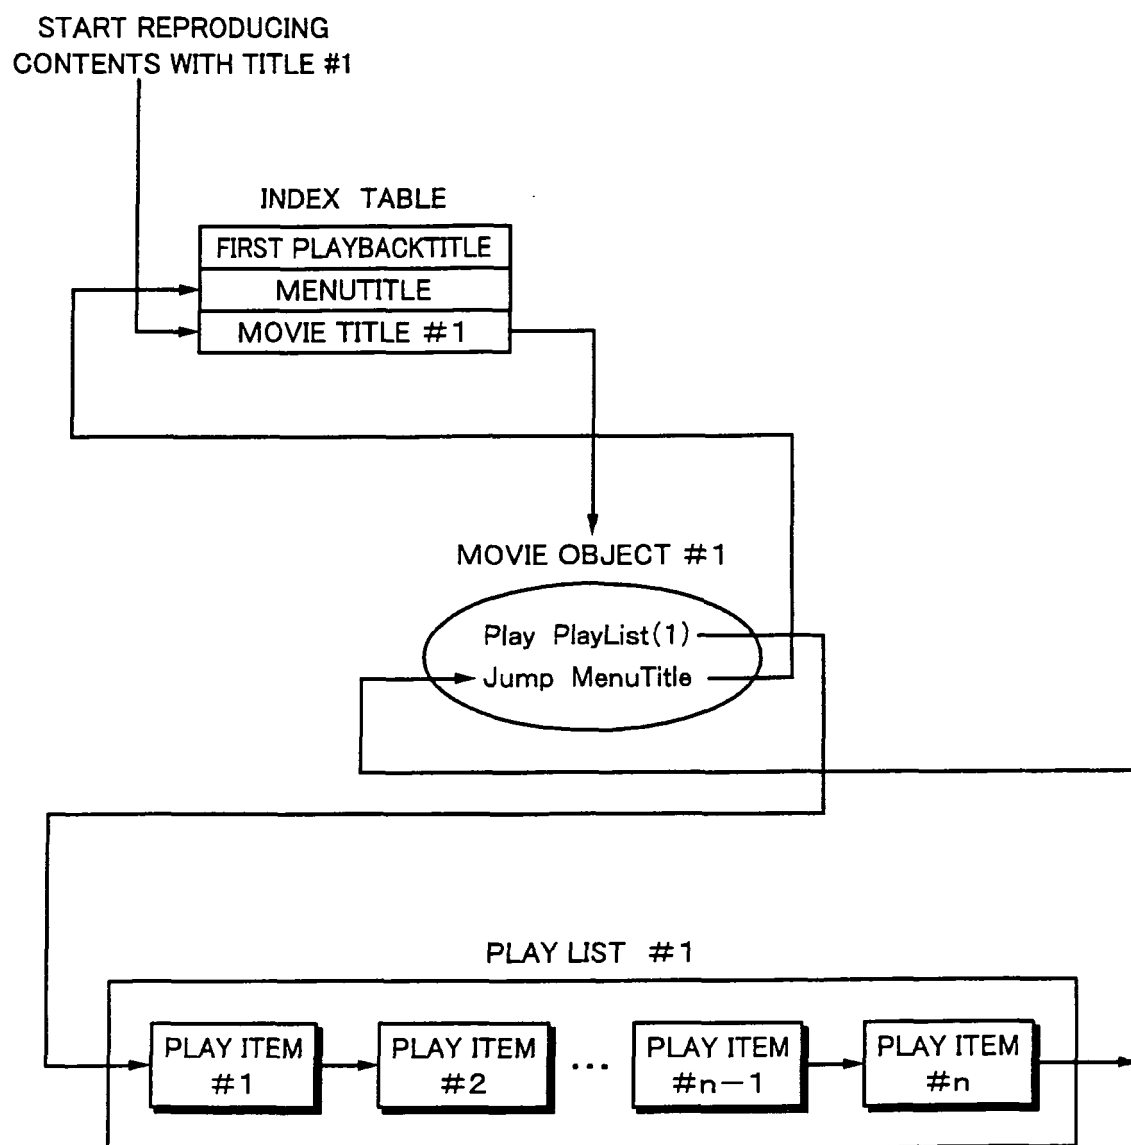 START REPRODUCING
CONTENTS WITH TITLE #1
INDEX TABLE
FIRST PLAYBACKTITLE
MENUTITLE
MOVIE TITLE #1
MOVIE OBJECT #1
Play PlayList(1)
Jump MenuTitle
PLAY LIST #1
PLAY ITEM
#1
PLAY ITEM
#2
...
PLAY ITEM
#n-1
PLAY ITEM
#n